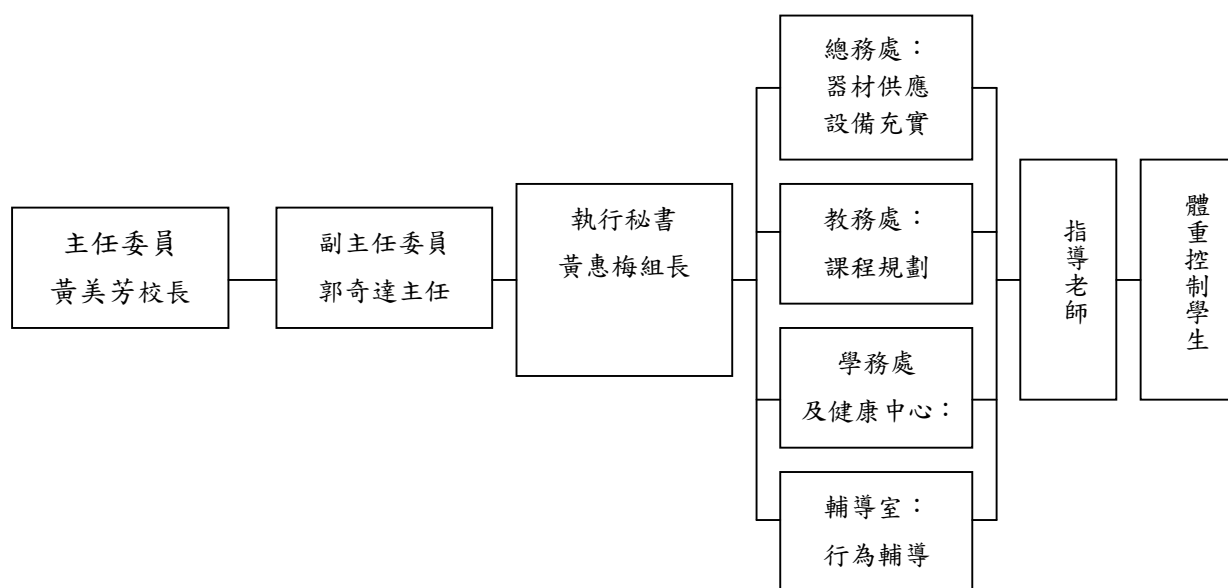 主任委員
黃美芳校長
副主任委員
郭奇達主任
執行秘書
黃惠梅組長
總務處：
器材供應
設備充實
教務處：
課程規劃
學務處
及健康中心：
輔導室：
行為輔導
指導老師
體重控制學生